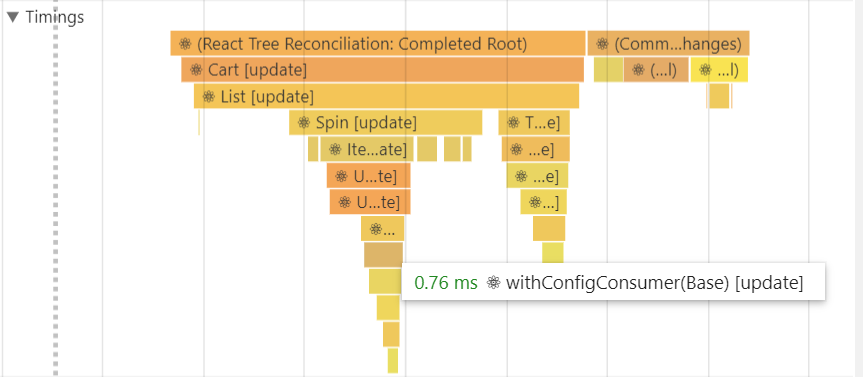 Timings
(React Tree Reconciliation: Completed Root)
(Comm...hanges)
Cart [update]
(...l)
...l)
List [update]
Spin [update]
T...e]
Ite...ate]
...e]
U...te]
...e]
U...te]
...]
...
0.76 ms withConfigConsumer(Base) [update]